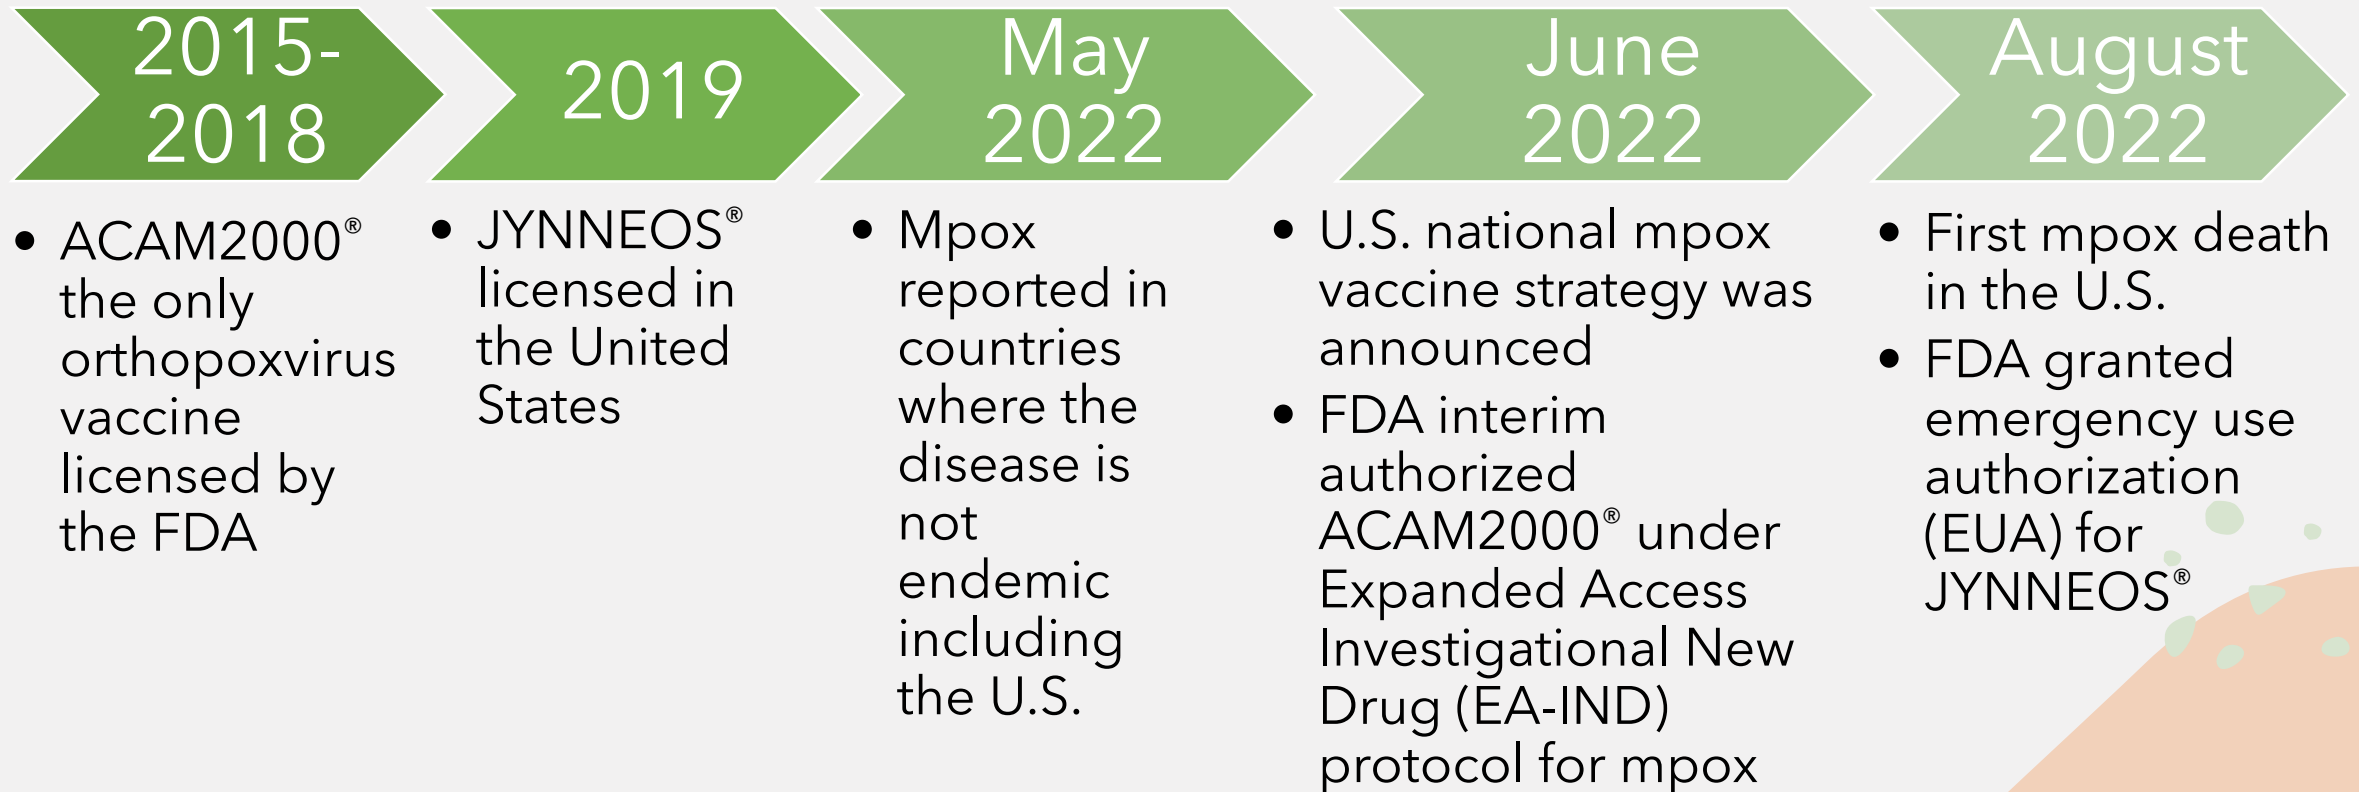 2015-
2018
• ACAM2000®
the only
orthopoxvirus
vaccine
licensed by
the FDA
2019
• JYNNEOS®
licensed in
the United
States
May
2022
• Mpox
reported in
countries
where the
disease is
not
endemic
including
the U.S.
June
2022
• U.S. national mpox
vaccine strategy was
announced
• FDA interim
authorized
ACAM2000® under
Expanded Access
Investigational New
Drug (EA-IND)
protocol for mpox
August
2022
• First mpox death
in the U.S.
• FDA granted
emergency use
authorization
(EUA) for
JYNNEOS®